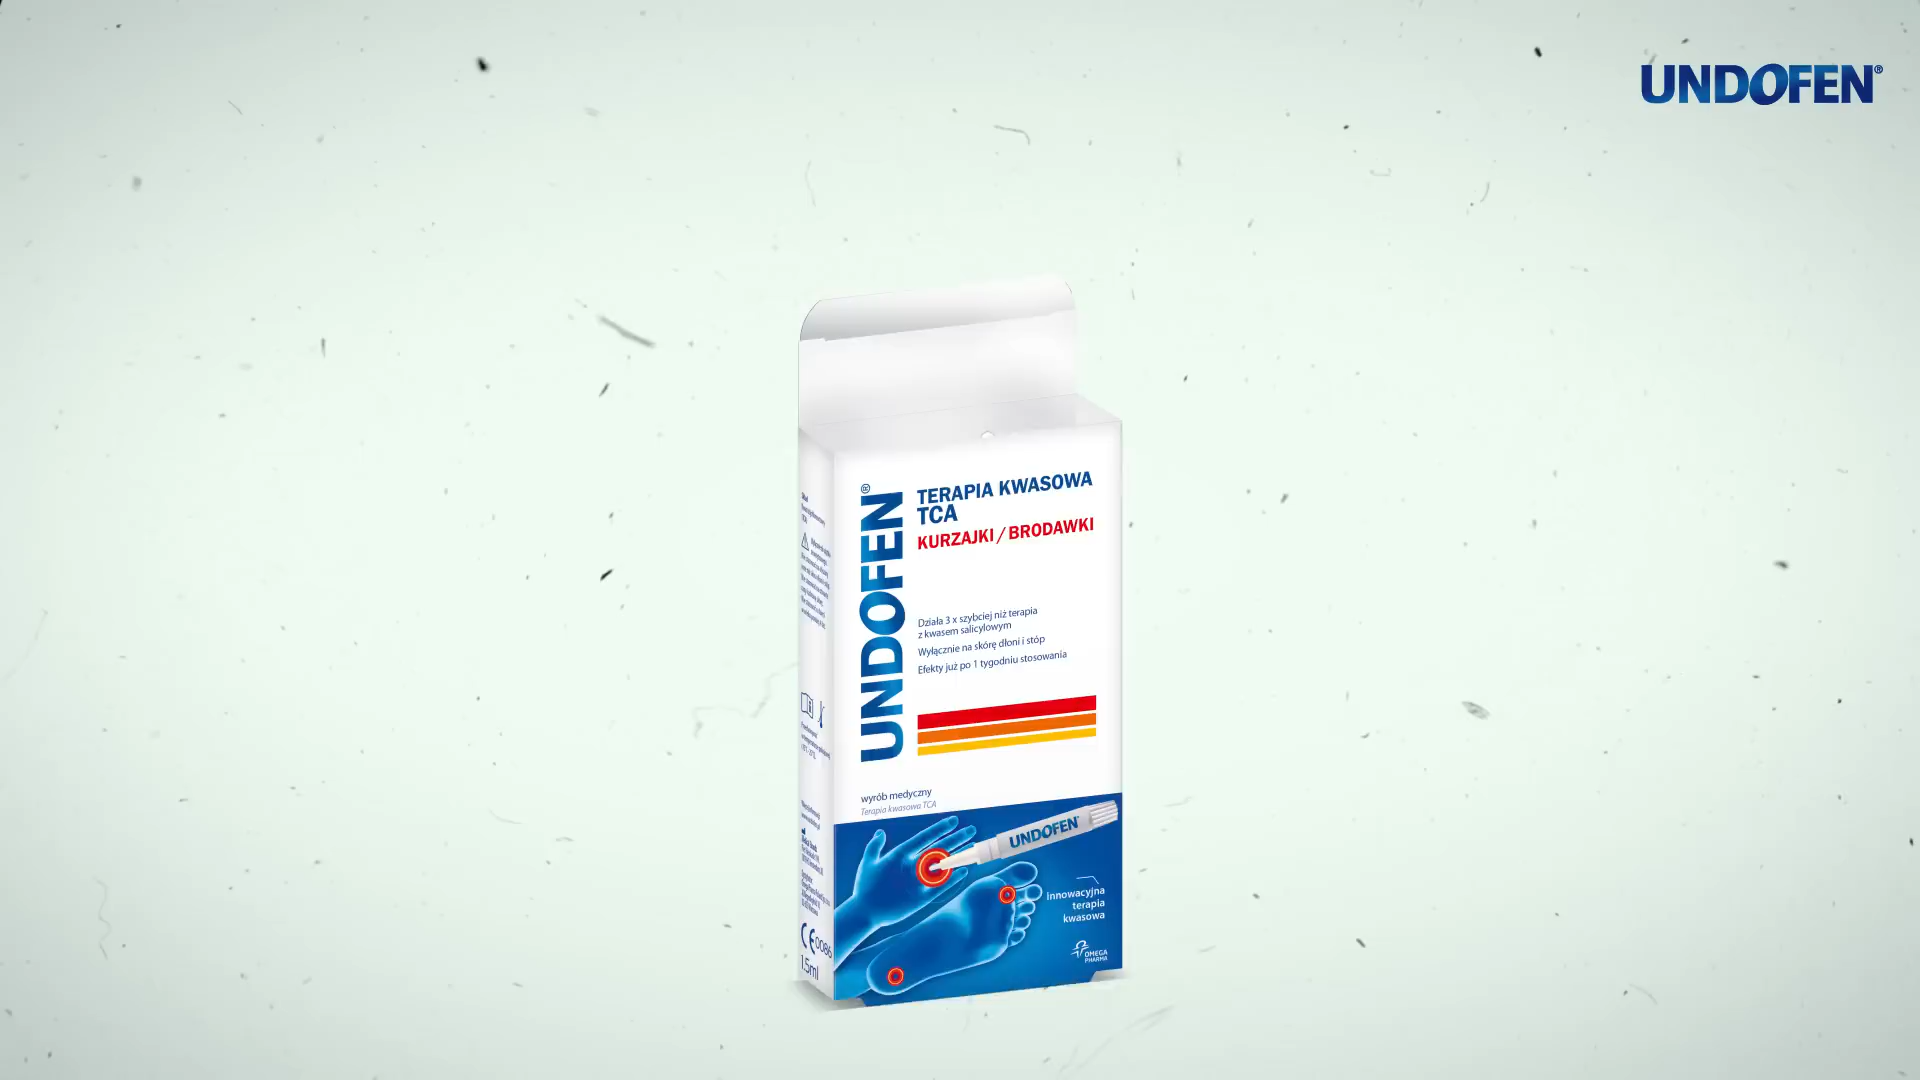 UNDOFEN®
UNDOFEN®
TERAPIA KWASOWA
TCA
KURZAJKI / BRODAWKI
Działa 3 x szybciej niż terapia
z kwasem salicylowym
Wyłącznie na skórę dłoni i stóp
Efekty już po 1 tygodniu stosowania
wyrób medyczny
Terapia kwasowa TCA
UNDOFEN
innowacyjna
terapia
kwasowa
OMEGA
PHARMA
CE 0086
1.5ml